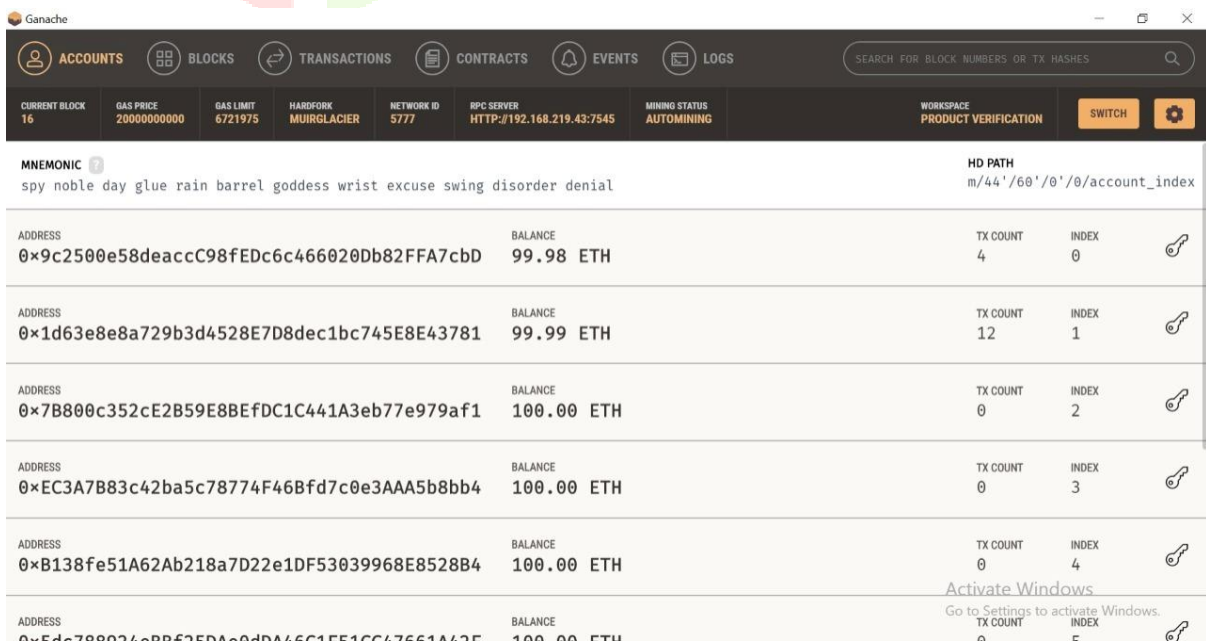 Ganache
ACCOUNTS BLOCKS TRANSACTIONS CONTRACTS EVENTS LOGS SEARCH FOR BLOCK NUMBERS OR TX HASHES
CURRENT BLOCK GAS PRICE GAS LIMIT HARDFORK NETWORK ID RPC SERVER MINING STATUS WORKSPACE
16 20000000000 6721975 MUIRGLACIER 5777 HTTP://192.168.219.43:7545 AUTOMINING PRODUCT VERIFICATION SWITCH
MNEMONIC ? HD PATH
spy noble day glue rain barrel goddess wrist excuse swing disorder denial m/44'/60'/0'/0/account_index
ADDRESS BALANCE TX COUNT INDEX
0×9c2500e58deaccC98fEDc6c466020Db82FFA7cbD 99.98 ETH 4 0
ADDRESS BALANCE TX COUNT INDEX
0×1d63e8e8a729b3d4528E7D8dec1bc745E8E43781 99.99 ETH 12 1
ADDRESS BALANCE TX COUNT INDEX
0×7B800c352cE2B59E8BEfDC1C441A3eb77e979af1 100.00 ETH 0 2
ADDRESS BALANCE TX COUNT INDEX
0×EC3A7B83c42ba5c78774F46Bfd7c0e3AAA5b8bb4 100.00 ETH 0 3
ADDRESS BALANCE TX COUNT INDEX
0×B138fe51A62Ab218a7D22e1DF53039968E8528B4 100.00 ETH 0 4
Activate Windows
Go to Settings to activate Windows.
ADDRESS BALANCE TX COUNT INDEX
100.00 ETH 0 5